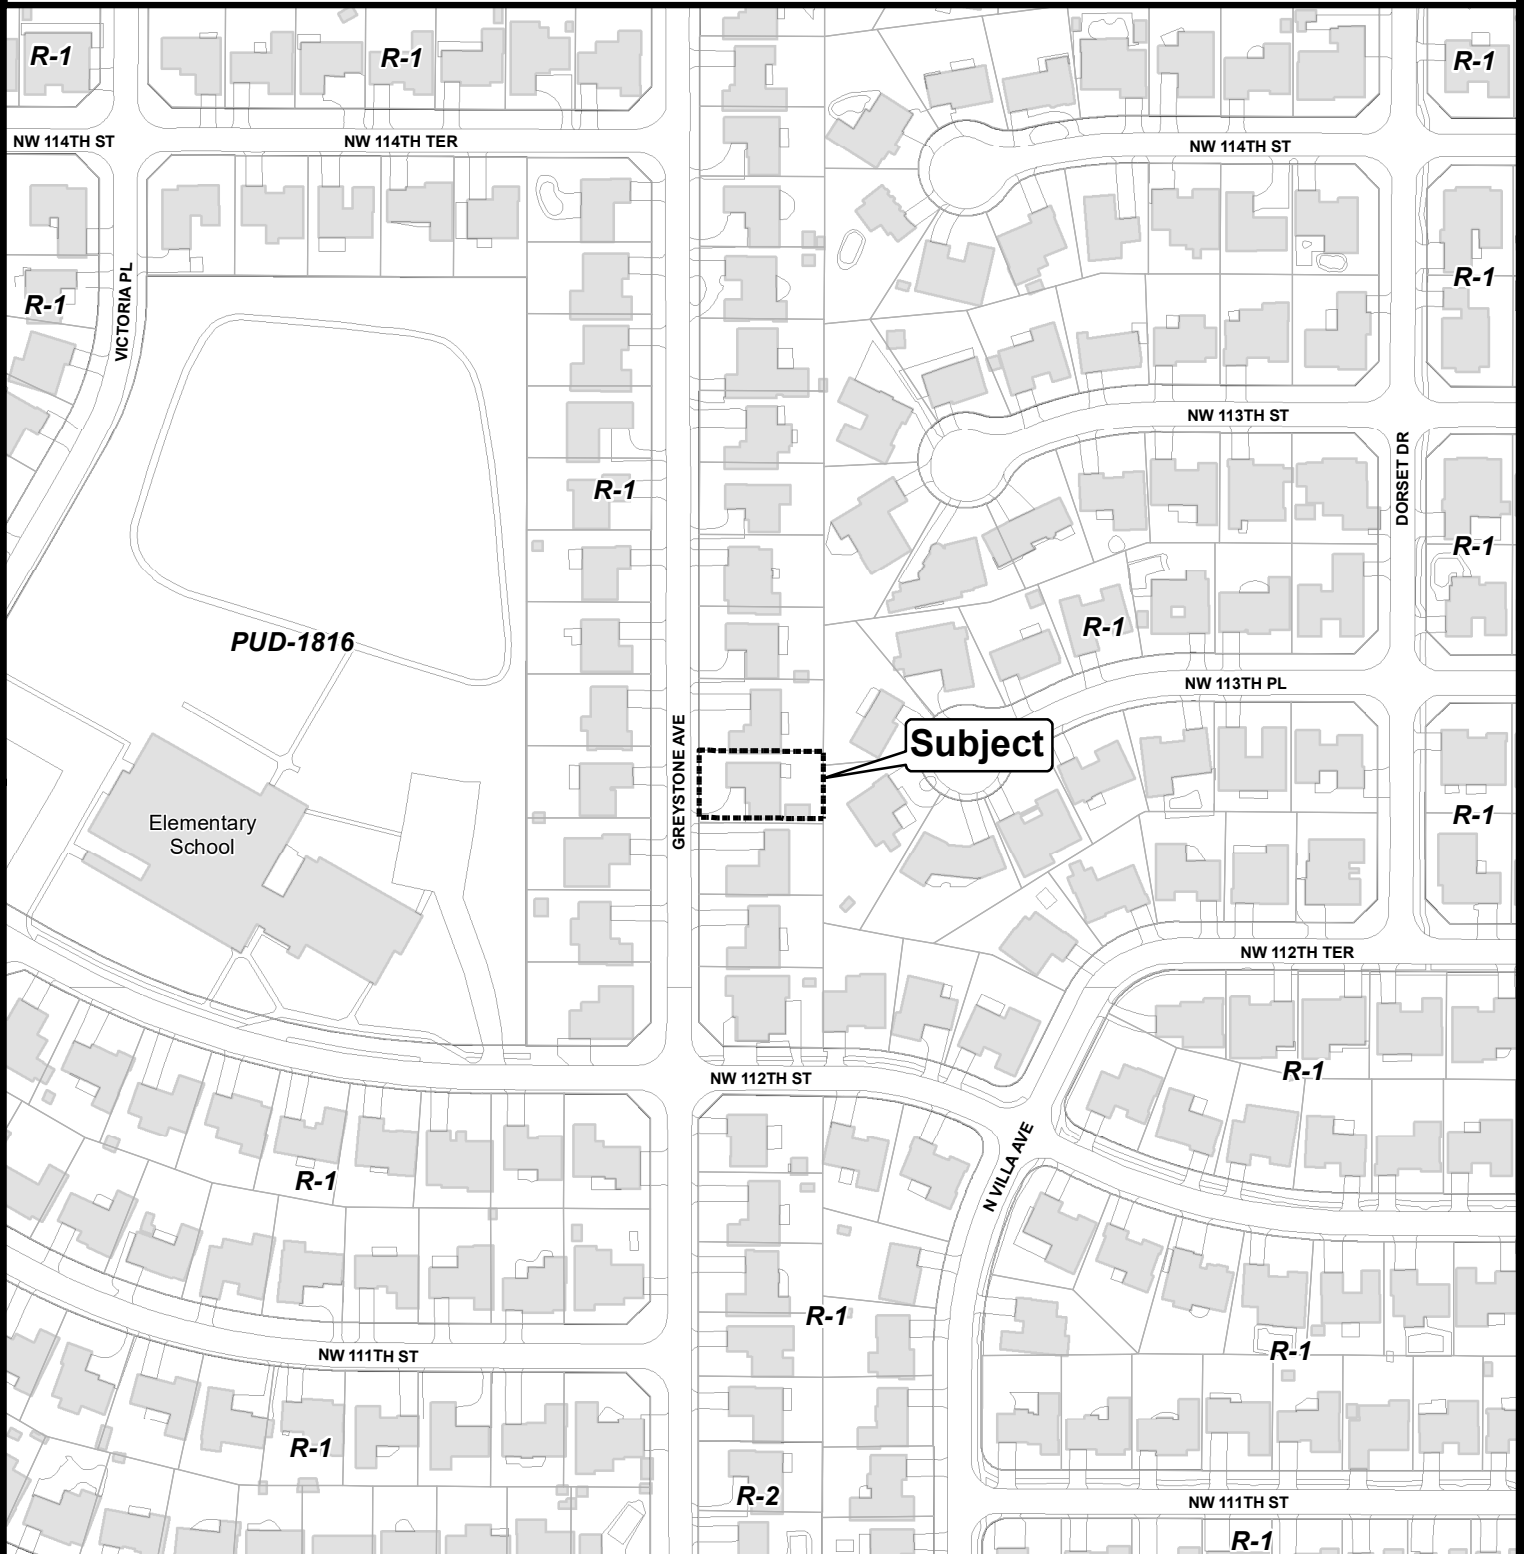 R-1
R-1
R-1
NW 114TH ST
NW 114TH TER
NW 114TH ST
VICTORIA PL
R-1
R-1
NW 113TH ST
DORSET DR
R-1
R-1
PUD-1816
R-1
NW 113TH PL
GREYSTONE AVE
Subject
Elementary
School
R-1
NW 112TH TER
NW 112TH ST
R-1
N VILLA AVE
R-1
R-1
NW 111TH ST
R-1
R-1
R-2
NW 111TH ST
R-1